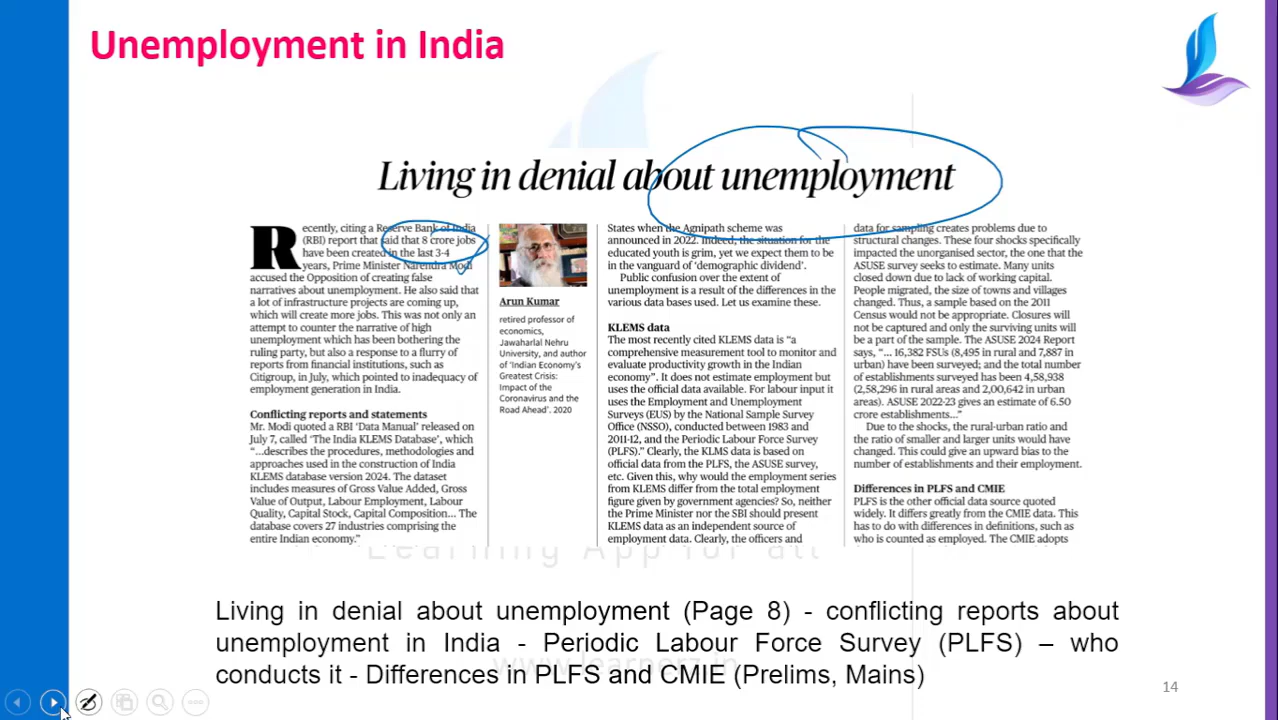 Unemployment in India
Living in denial about unemployment
Recently, citing a Reserve Bank of India
(RBI) report that said that 8 crore jobs
have been created in the last 3-4
years, Prime Minister Narendra Modi
accused the Opposition of creating false
narratives about unemployment. He also said that
a lot of infrastructure projects are coming up,
which will create more jobs. This was not only an
attempt to counter the narrative of high
unemployment which has been bothering the
ruling party, but also a response to a flurry of
reports from financial institutions, such as
Citigroup, in July, which pointed to inadequacy of
employment generation in India.
Conflicting reports and statements
Mr. Modi quoted a RBI 'Data Manual' released on
July 7, called 'The India KLEMS Database', which
"...describes the procedures, methodologies and
approaches used in the construction of India
KLEMS database version 2024. The dataset
includes measures of Gross Value Added, Gross
Value of Output, Labour Employment, Labour
Quality, Capital Stock, Capital Composition... The
database covers 27 industries comprising the
entire Indian economy."
Arun Kumar
retired professor of
economics,
Jawaharlal Nehru
University, and author
of 'Indian Economy's
Greatest Crisis:
Impact of the
Coronavirus and the
Road Ahead'. 2020
States when the Agnipath scheme was
announced in 2022. Indeed, the situation for the
educated youth is grim, yet we expect them to be
in the vanguard of 'demographic dividend'.
Public confusion over the extent of
unemployment is a result of the differences in the
various data bases used. Let us examine these.
KLEMS data
The most recently cited KLEMS data is "a
comprehensive measurement tool to monitor and
evaluate productivity growth in the Indian
economy". It does not estimate employment but
uses the official data available. For labour input it
uses the Employment and Unemployment
Surveys (EUS) by the National Sample Survey
Office (NSSO), conducted between 1983 and
2011-12, and the Periodic Labour Force Survey
(PLFS)." Clearly, the KLMS data is based on
official data from the PLFS, the ASUSE survey,
etc. Given this, why would the employment series
from KLEMS differ from the total employment
figure given by government agencies? So, neither
the Prime Minister nor the SBI should present
KLEMS data as an independent source of
employment data. Clearly, the officers and
data for sampling creates problems due to
structural changes. These four shocks specifically
impacted the unorganised sector, the one that the
ASUSE survey seeks to estimate. Many units
closed down due to lack of working capital.
People migrated, the size of towns and villages
changed. Thus, a sample based on the 2011
Census would not be appropriate. Closures will
not be captured and only the surviving units will
be a part of the sample. The ASUSE 2024 Report
says, "... 16,382 FSUs (8,495 in rural and 7,887 in
urban) have been surveyed; and the total number
of establishments surveyed has been 4,58,938
(2,58,296 in rural areas and 2,00,642 in urban
areas). ASUSE 2022-23 gives an estimate of 6.50
crore establishments..."
Due to the shocks, the rural-urban ratio and
the ratio of smaller and larger units would have
changed. This could give an upward bias to the
number of establishments and their employment.
Differences in PLFS and CMIE
PLFS is the other official data source quoted
widely. It differs greatly from the CMIE data. This
has to do with differences in definitions, such as
who is counted as employed. The CMIE adopts
Learning App for all
Living in denial about unemployment (Page 8) - conflicting reports about
unemployment in India - Periodic Labour Force Survey (PLFS) – who
conducts it - Differences in PLFS and CMIE (Prelims, Mains)
www.learnerz.in
14